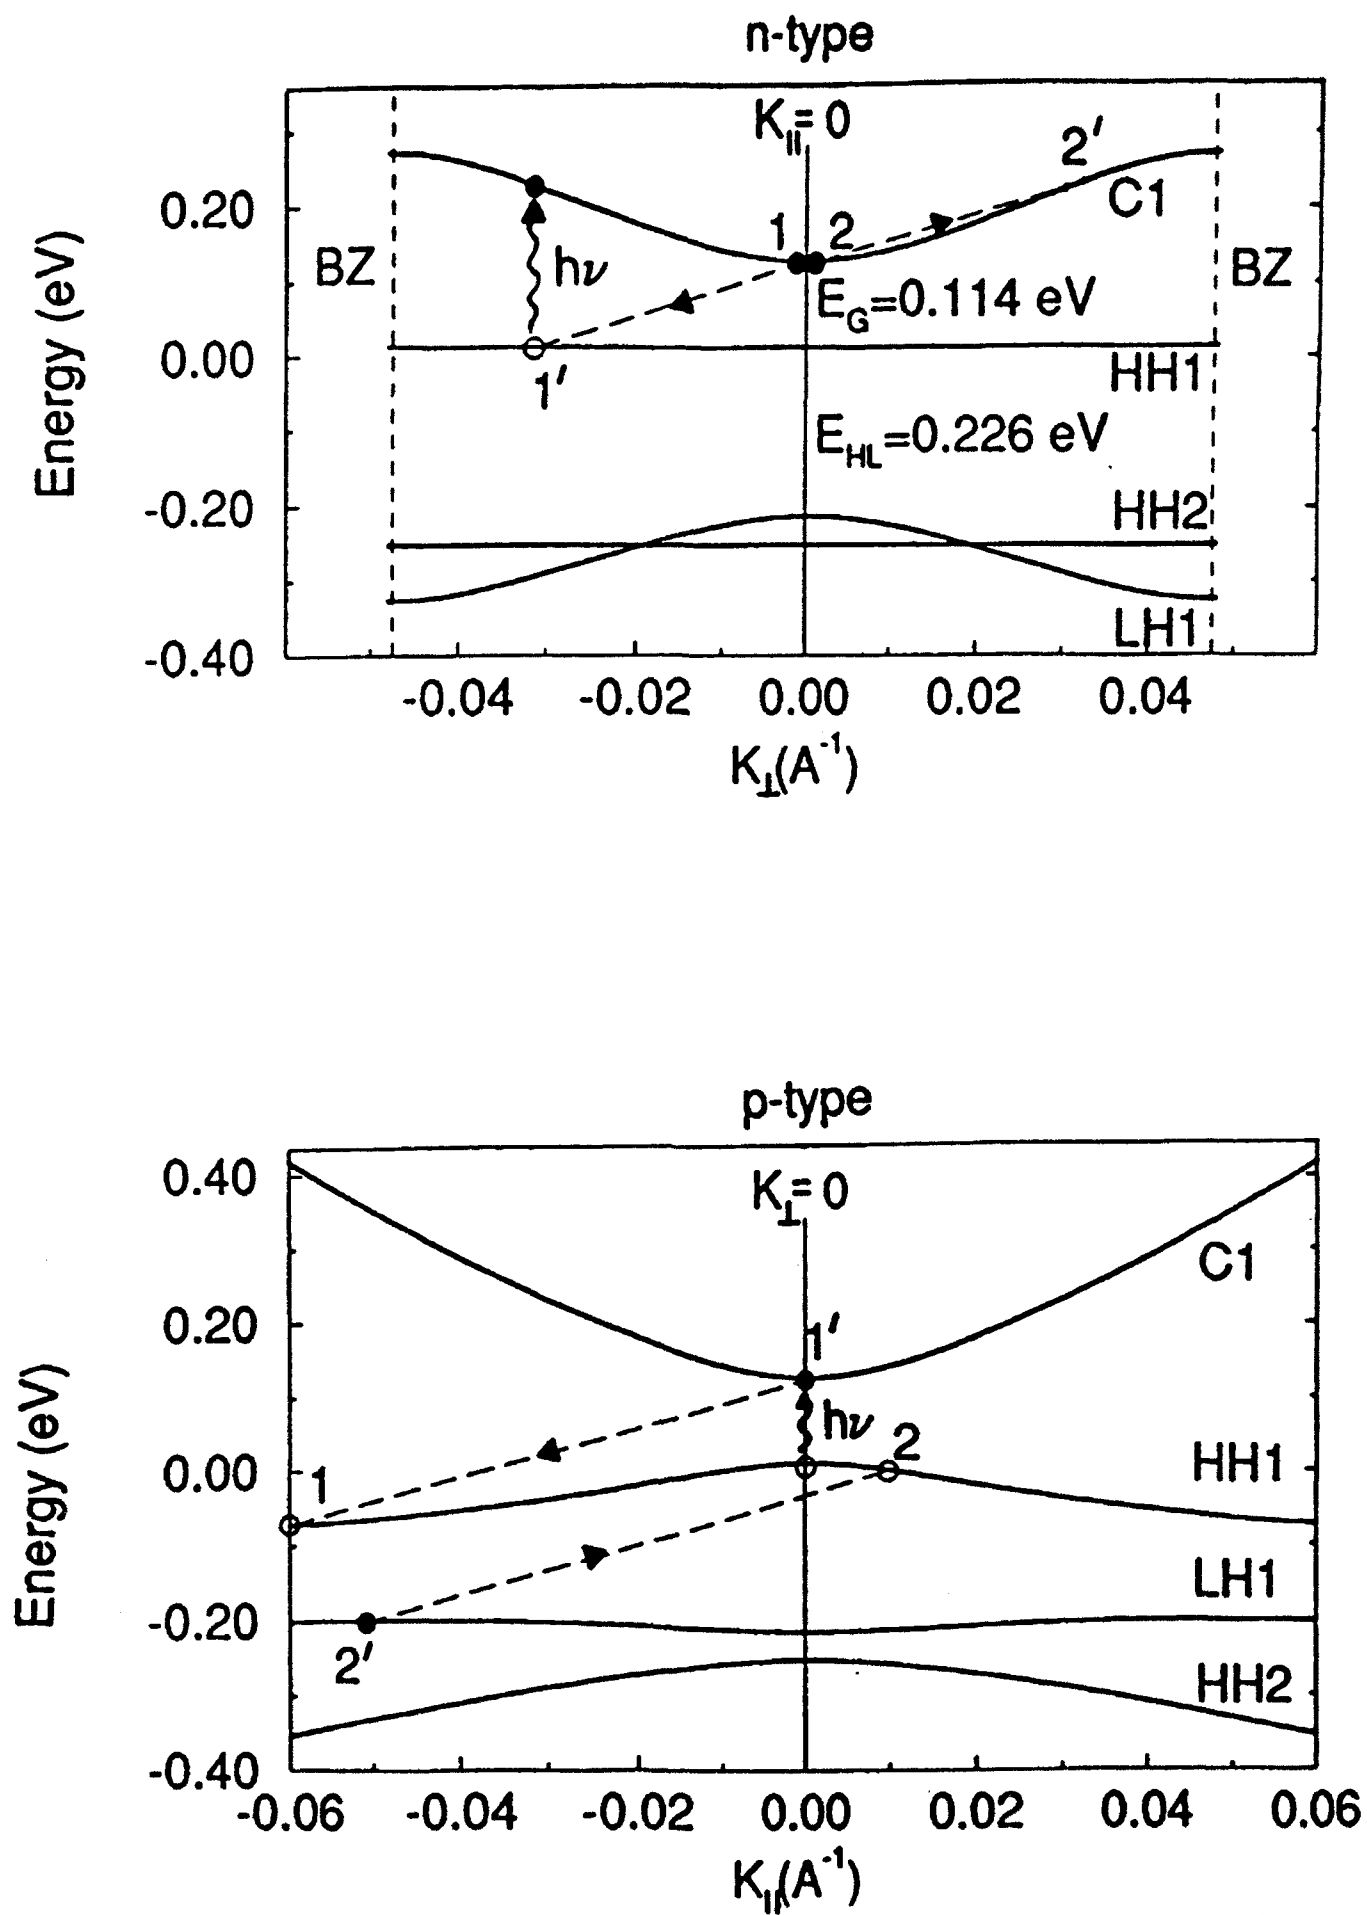 n-type
K||= 0
2′
0.20
C1
1 2
BZ
hν
BZ
EG=0.114 eV
0.00
1′
HH1
EHL=0.226 eV
-0.20
HH2
LH1
-0.40
-0.04 -0.02 0.00 0.02 0.04
Energy (eV)
K⊥(A⁻¹)
p-type
0.40
K⊥= 0
C1
0.20
1′
hν
2
0.00
1
HH1
LH1
-0.20
2′
HH2
-0.40
-0.06 -0.04 -0.02 0.00 0.02 0.04 0.06
Energy (eV)
K||(A⁻¹)